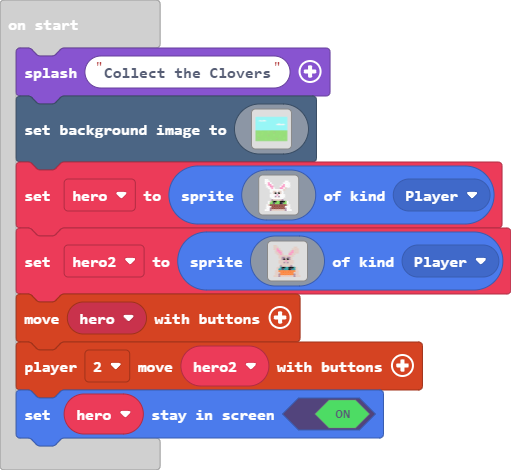 on start
splash "Collect the Clovers"
set background image to
set hero to sprite of kind Player
set hero2 to sprite of kind Player
move hero with buttons
player 2 move hero2 with buttons
set hero stay in screen ON